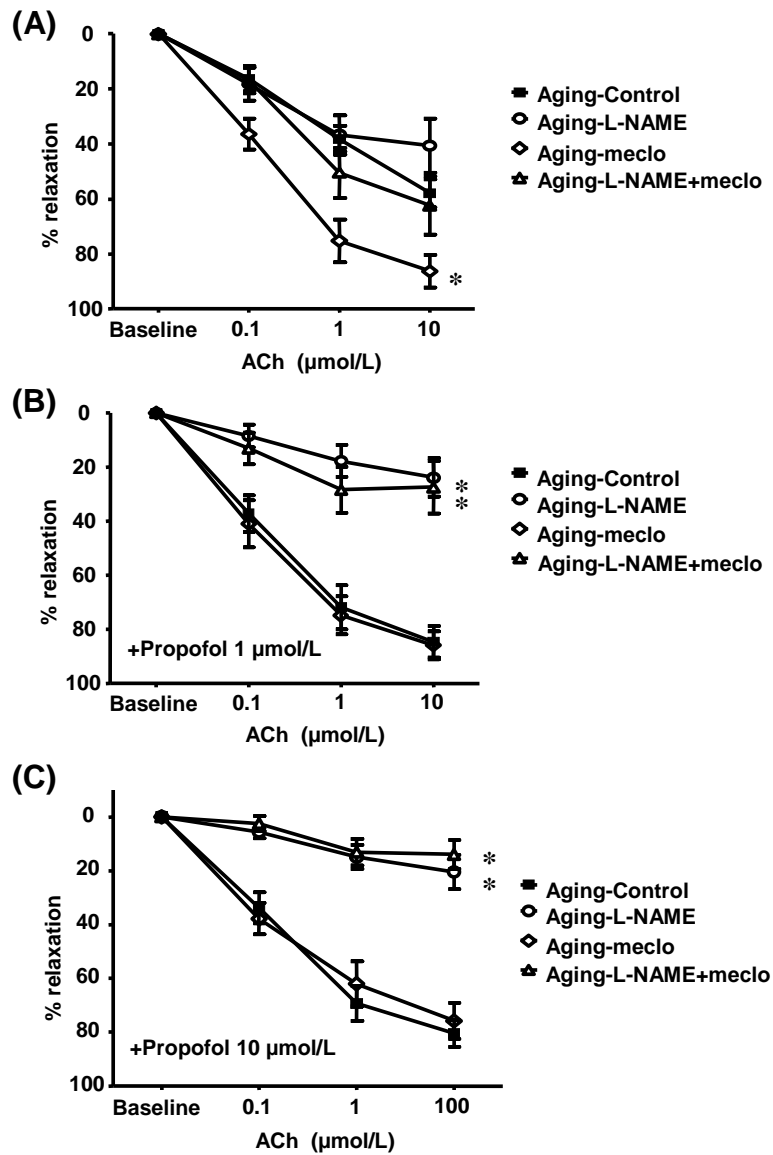 (A)
0
20
40
60
80
100
% relaxation
Baseline 0.1 1 10
ACh (µmol/L)
Aging-Control
Aging-L-NAME
Aging-meclo
Aging-L-NAME+meclo
*
(B)
0
20
40
60
80
100
% relaxation
+Propofol 1 µmol/L
Baseline 0.1 1 10
ACh (µmol/L)
Aging-Control
Aging-L-NAME
Aging-meclo
Aging-L-NAME+meclo
*
*
(C)
0
20
40
60
80
100
% relaxation
+Propofol 10 µmol/L
Baseline 0.1 1 100
ACh (µmol/L)
Aging-Control
Aging-L-NAME
Aging-meclo
Aging-L-NAME+meclo
*
*